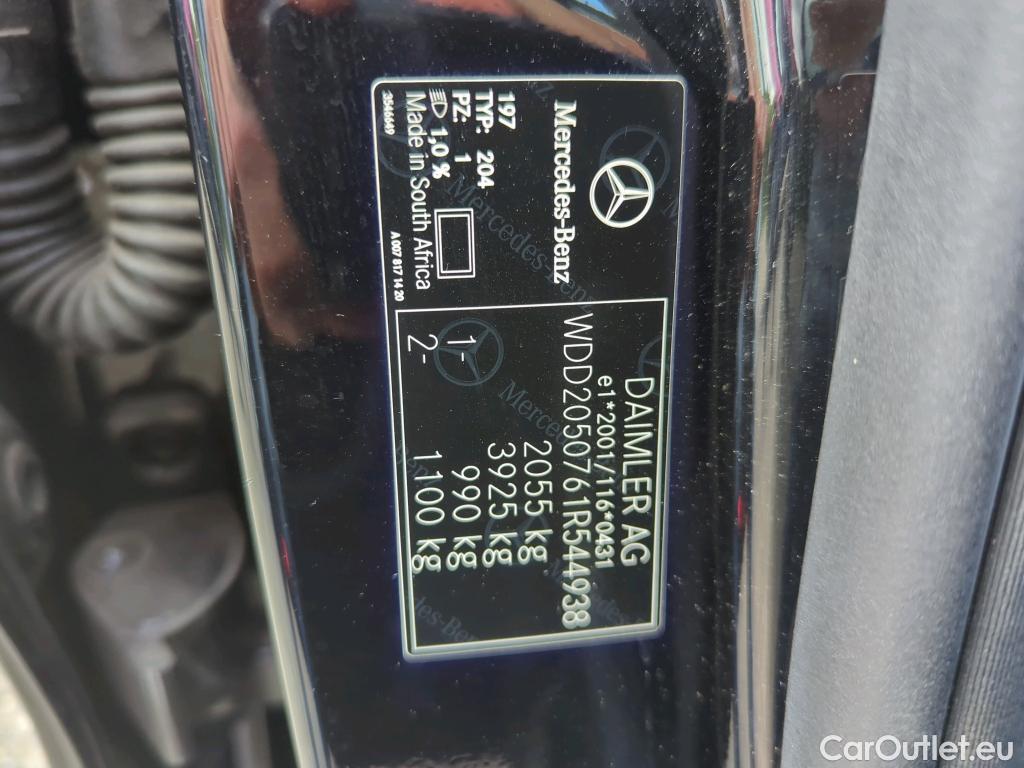 Mercedes-Benz
197
TYP: 204
PZ: 1
1,0 %
Made in South Africa
3546649
A 007 817 14 20
DAIMLER AG
e1*2001/116*0431
WDD2050761R544938
2055 kg
3925 kg
1- 990 kg
2- 1100 kg
CarOutlet.eu